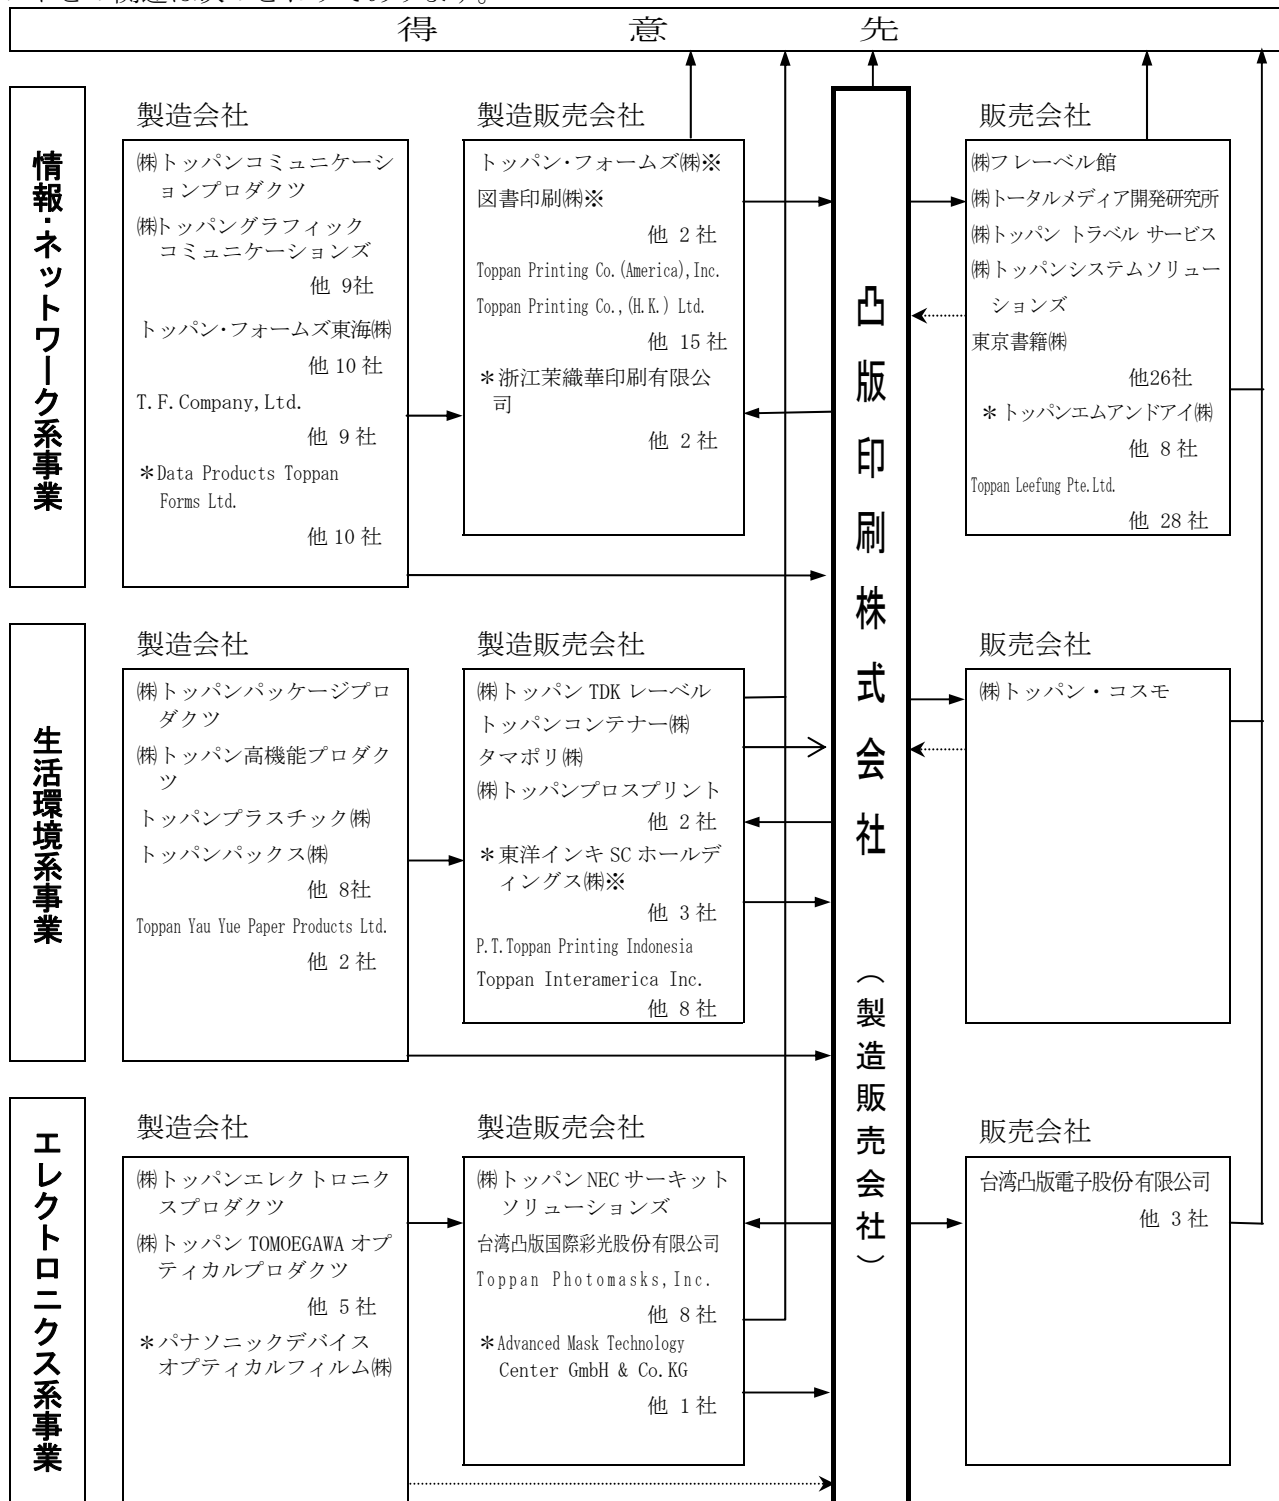 得意先
情報・ネットワーク系事業
製造会社
㈱トッパンコミュニケーシ
ョンプロダクツ
㈱トッパングラフィック
コミュニケーションズ
他 9社
トッパン・フォームズ東海㈱
他 10 社
T.F.Company,Ltd.
他 9 社
＊Data Products Toppan
Forms Ltd.
他 10 社
製造販売会社
トッパン・フォームズ㈱※
図書印刷㈱※
他 2 社
Toppan Printing Co.(America),Inc.
Toppan Printing Co.,(H.K.) Ltd.
他 15 社
＊浙江茉織華印刷有限公
司
他 2 社
凸版印刷株式会社
（製造販売会社）
販売会社
㈱フレーベル館
㈱トータルメディア開発研究所
㈱トッパン トラベル サービス
㈱トッパンシステムソリュー
ションズ
東京書籍㈱
他26社
＊トッパンエムアンドアイ㈱
他 8 社
Toppan Leefung Pte.Ltd.
他 28 社
生活環境系事業
製造会社
㈱トッパンパッケージプロ
ダクツ
㈱トッパン高機能プロダク
ツ
トッパンプラスチック㈱
トッパンパックス㈱
他 8社
Toppan Yau Yue Paper Products Ltd.
他 2 社
製造販売会社
㈱トッパン TDK レーベル
トッパンコンテナー㈱
タマポリ㈱
㈱トッパンプロスプリント
他 2 社
＊東洋インキ SC ホールデ
ィングス㈱※
他 3 社
P.T.Toppan Printing Indonesia
Toppan Interamerica Inc.
他 8 社
販売会社
㈱トッパン・コスモ
エレクトロニクス系事業
製造会社
㈱トッパンエレクトロニク
スプロダクツ
㈱トッパン TOMOEGAWA オプ
ティカルプロダクツ
他 5 社
＊パナソニックデバイス
オプティカルフィルム㈱
製造販売会社
㈱トッパン NEC サーキット
ソリューションズ
台湾凸版国際彩光股份有限公司
Toppan Photomasks,Inc.
他 8 社
＊Advanced Mask Technology
Center GmbH & Co.KG
他 1 社
販売会社
台湾凸版電子股份有限公司
他 3 社